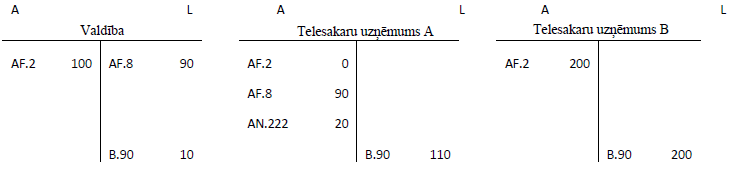 A L A L A L
Valdība Telesakaru uzņēmums A Telesakaru uzņēmums B
AF.2 100 AF.8 90 AF.2 0 AF.2 200
AF.8 90
AN.222 20
B.90 10 B.90 110 B.90 200